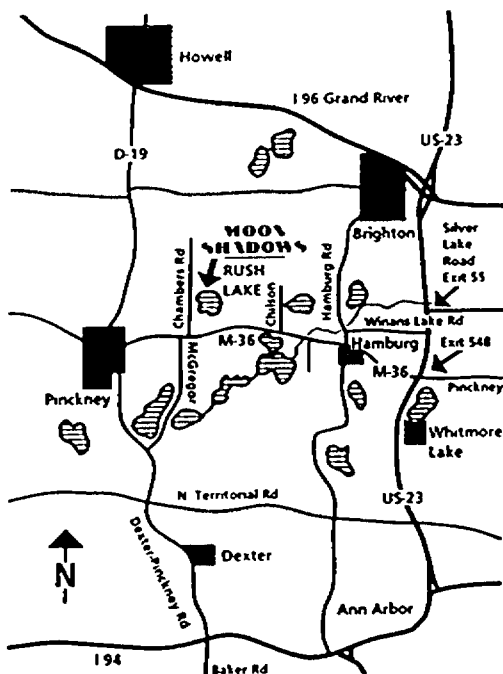 Howell
I 96 Grand River
US-23
D-19
Brighton
Silver
Lake
Road
Exit 55
MOON
SHADOWS
RUSH
LAKE
Chambers Rd
Chilson
Hamburg Rd
Winans Lake Rd
M-36
McGregor
Hamburg
Exit 54B
M-36
Pinckney
Pinckney
Whitmore
Lake
US-23
N Territorial Rd
Dexter-Pinckney Rd
Dexter
N
Ann Arbor
I 94
Baker Rd